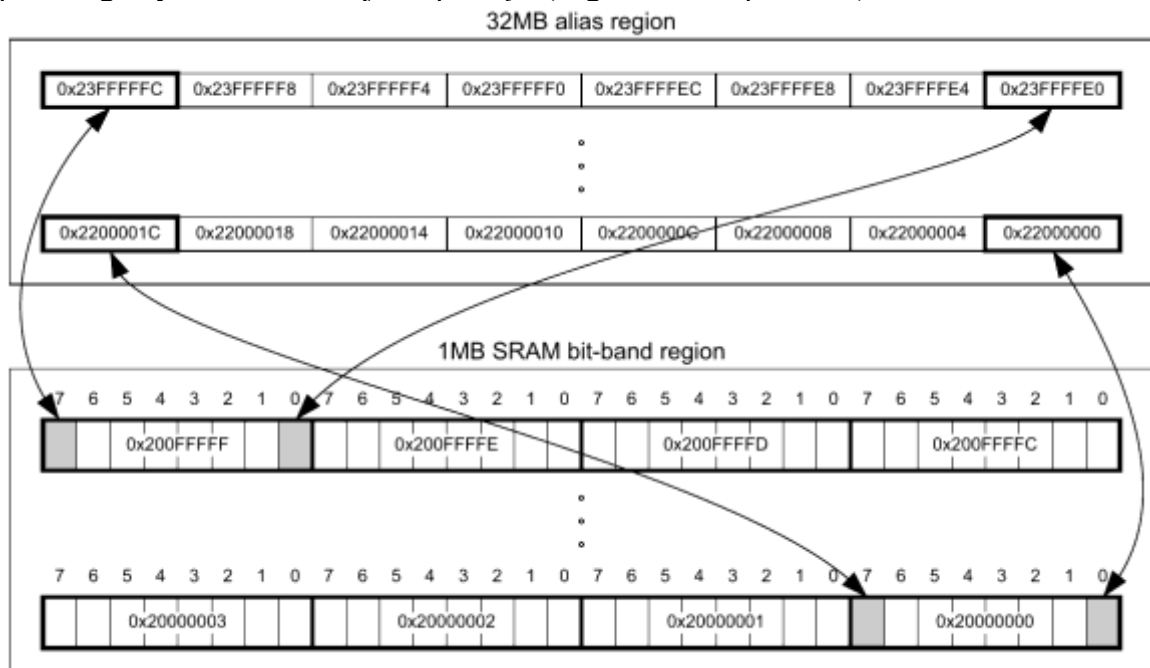 32MB alias region
0x23FFFFFC 0x23FFFFF8 0x23FFFFF4 0x23FFFFF0 0x23FFFFEC 0x23FFFFE8 0x23FFFFE4 0x23FFFFE0
0x2200001C 0x22000018 0x22000014 0x22000010 0x2200000C 0x22000008 0x22000004 0x22000000
1MB SRAM bit-band region
7 6 5 4 3 2 1 0 7 6 5 4 3 2 1 0 7 6 5 4 3 2 1 0 7 6 5 4 3 2 1 0
0x200FFFFF 0x200FFFFE 0x200FFFFD 0x200FFFFC
7 6 5 4 3 2 1 0 7 6 5 4 3 2 1 0 7 6 5 4 3 2 1 0 7 6 5 4 3 2 1 0
0x20000003 0x20000002 0x20000001 0x20000000